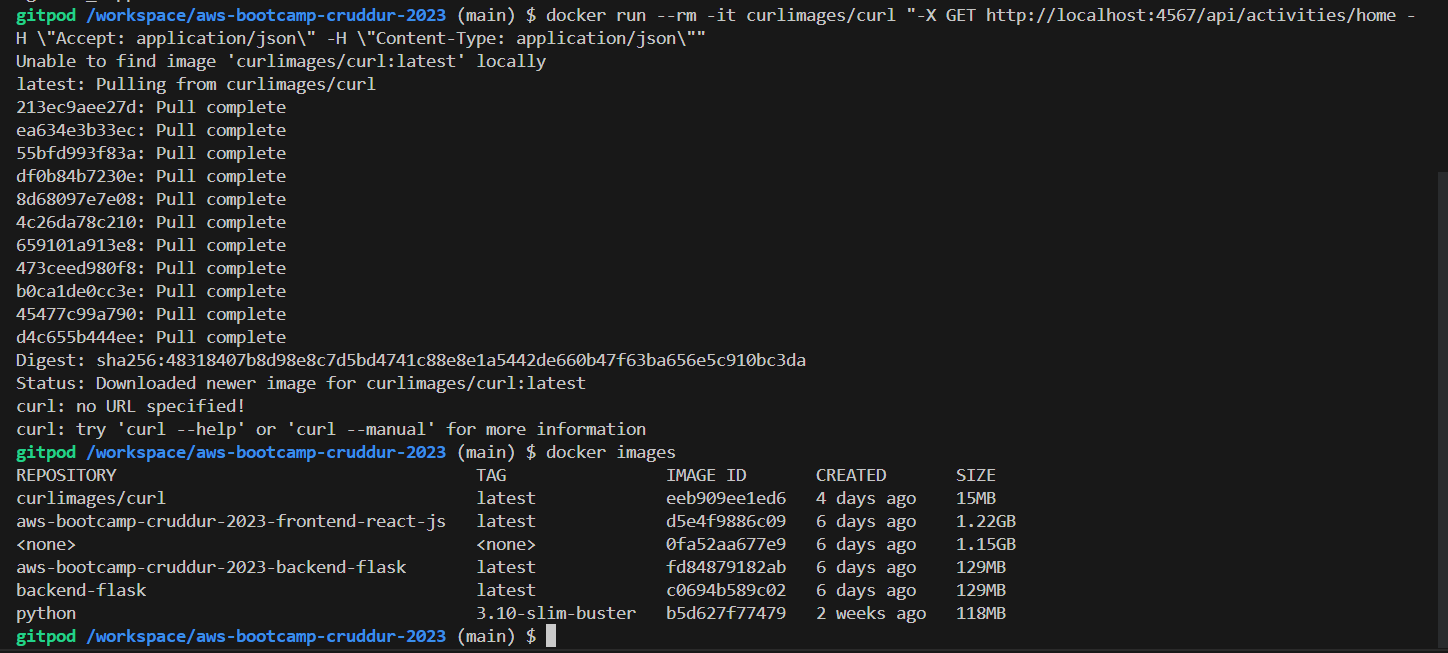 gitpod /workspace/aws-bootcamp-cruddur-2023 (main) $ docker run --rm -it curlimages/curl "-X GET http://localhost:4567/api/activities/home -
H \"Accept: application/json\" -H \"Content-Type: application/json\""
Unable to find image 'curlimages/curl:latest' locally
latest: Pulling from curlimages/curl
213ec9aee27d: Pull complete
ea634e3b33ec: Pull complete
55bfd993f83a: Pull complete
df0b84b7230e: Pull complete
8d68097e7e08: Pull complete
4c26da78c210: Pull complete
659101a913e8: Pull complete
473ceed980f8: Pull complete
b0ca1de0cc3e: Pull complete
45477c99a790: Pull complete
d4c655b444ee: Pull complete
Digest: sha256:48318407b8d98e8c7d5bd4741c88e8e1a5442de660b47f63ba656e5c910bc3da
Status: Downloaded newer image for curlimages/curl:latest
curl: no URL specified!
curl: try 'curl --help' or 'curl --manual' for more information
gitpod /workspace/aws-bootcamp-cruddur-2023 (main) $ docker images
REPOSITORY TAG IMAGE ID CREATED SIZE
curlimages/curl latest eeb909ee1ed6 4 days ago 15MB
aws-bootcamp-cruddur-2023-frontend-react-js latest d5e4f9886c09 6 days ago 1.22GB
<none> <none> 0fa52aa677e9 6 days ago 1.15GB
aws-bootcamp-cruddur-2023-backend-flask latest fd84879182ab 6 days ago 129MB
backend-flask latest c0694b589c02 6 days ago 129MB
python 3.10-slim-buster b5d627f77479 2 weeks ago 118MB
gitpod /workspace/aws-bootcamp-cruddur-2023 (main) $